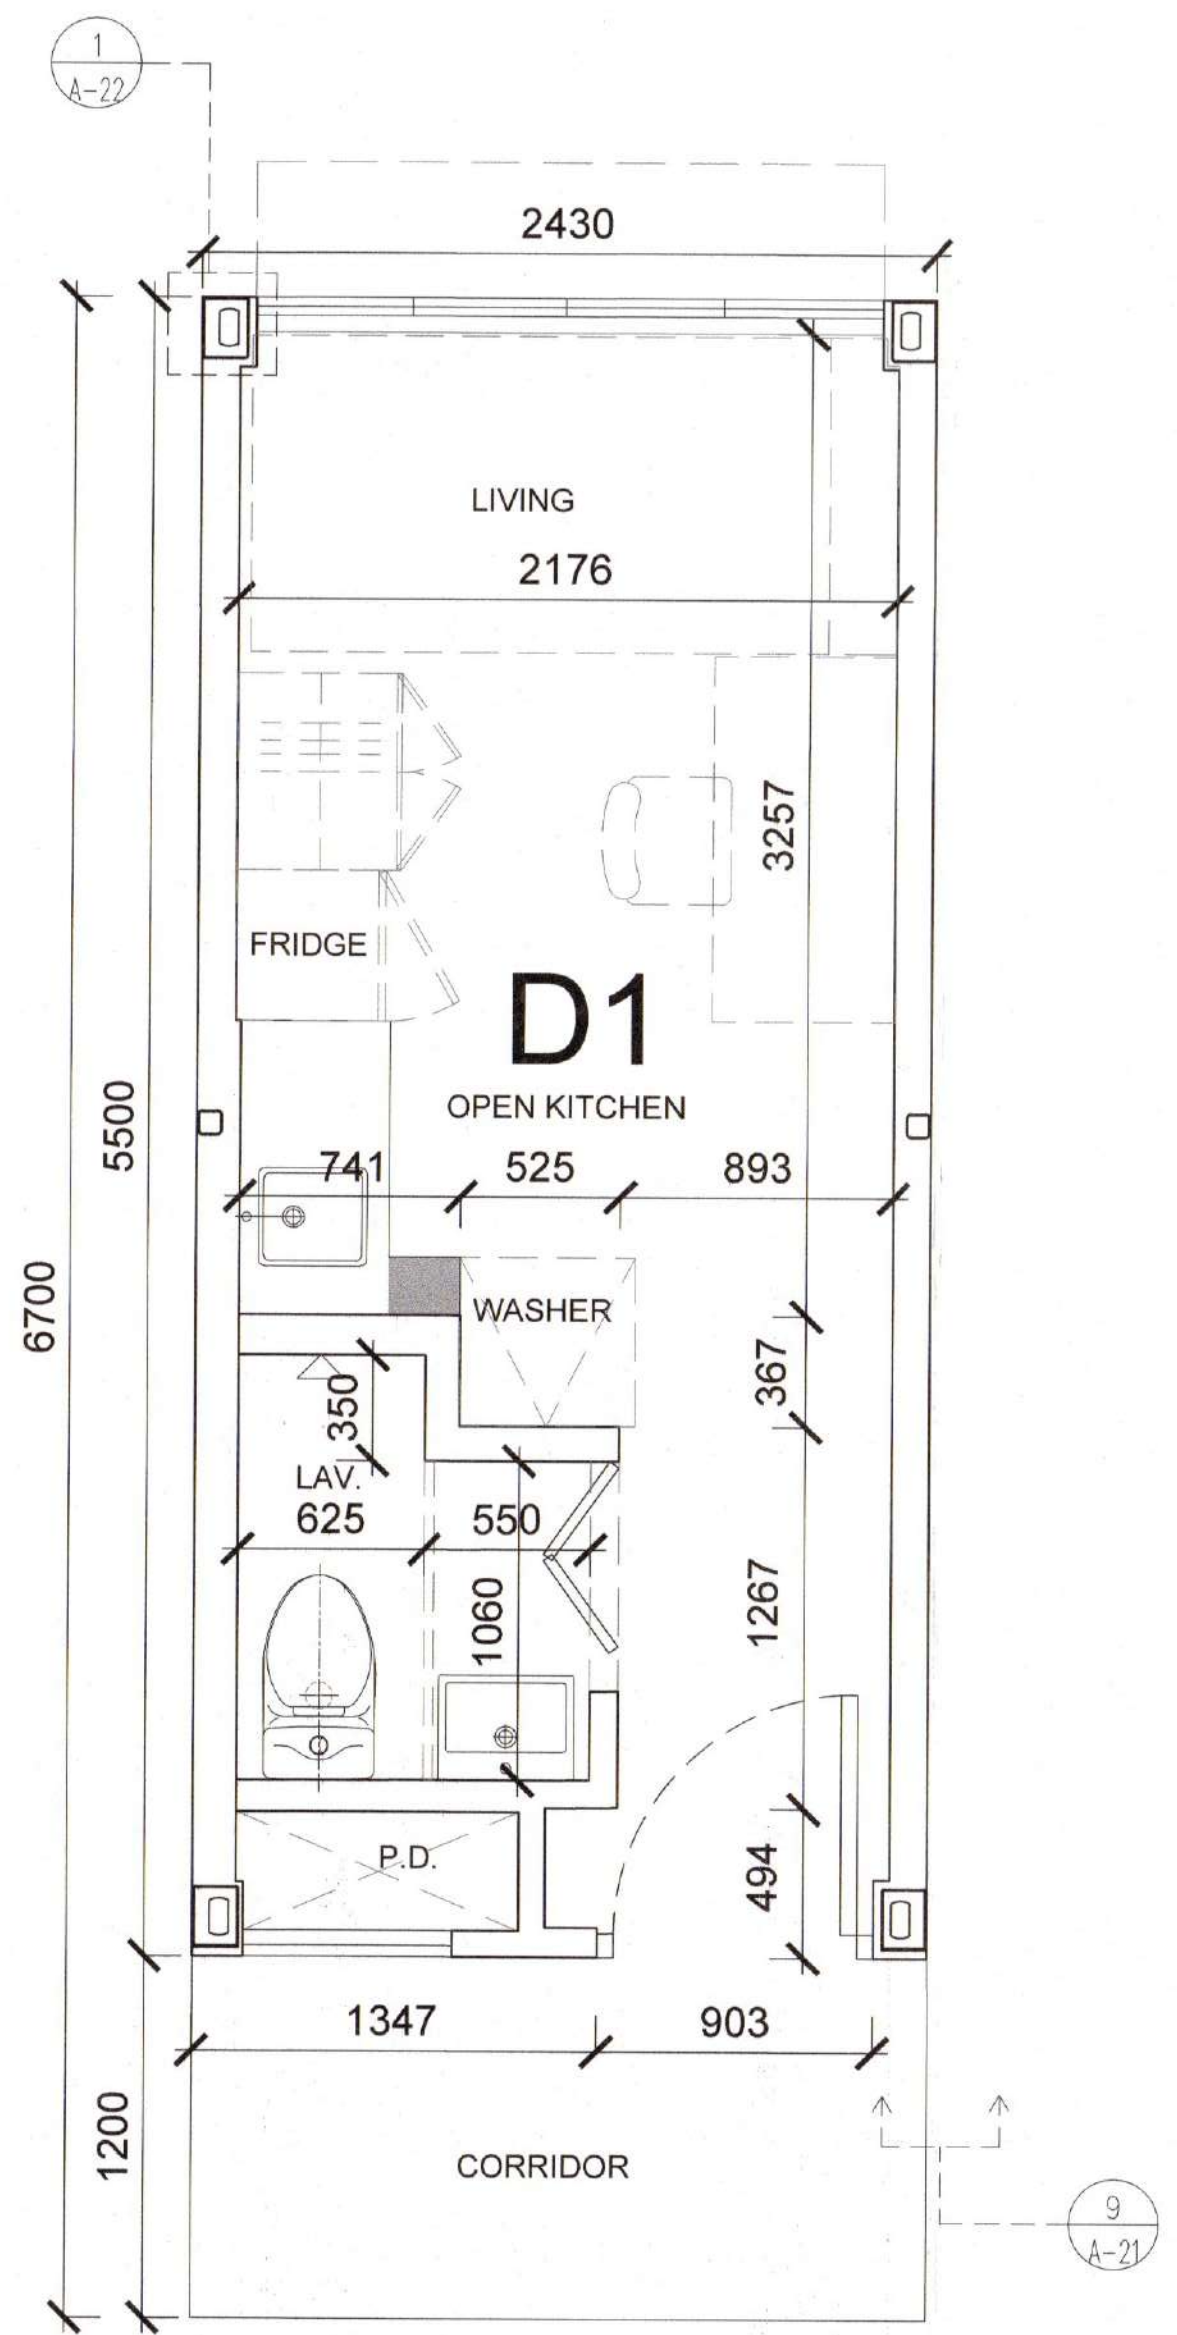 1
A-22
2430
LIVING
2176
3257
FRIDGE
D1
OPEN KITCHEN
5500
741
525
893
6700
WASHER
367
350
LAV.
625
550
1060
1267
P.D.
494
1347
903
1200
CORRIDOR
9
A-21